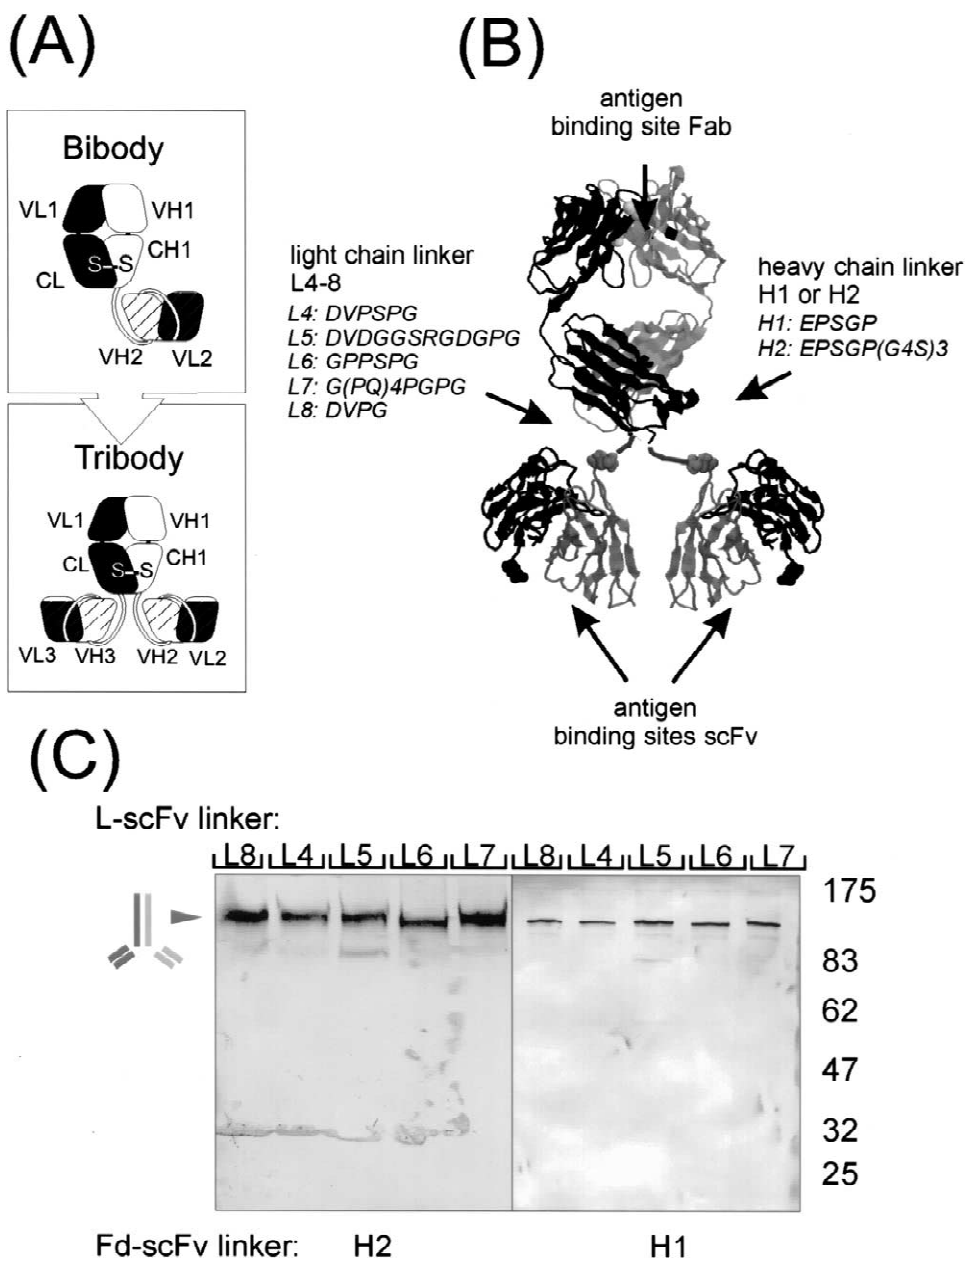 (A)
Bibody
VL1
VH1
CH1
S--S
CL
VH2
VL2
Tribody
VL1
VH1
CL
CH1
S--S
VL3
VH3
VH2
VL2
(B)
antigen
binding site Fab
light chain linker
L4-8
L4: DVPSPG
L5: DVDGGSRGDGPG
L6: GPPSPG
L7: G(PQ)4PGPG
L8: DVPG
heavy chain linker
H1 or H2
H1: EPSGP
H2: EPSGP(G4S)3
antigen
binding sites scFv
(C)
L-scFv linker:
L8 L4 L5 L6 L7 L8 L4 L5 L6 L7
175
83
62
47
32
25
Fd-scFv linker: H2 H1